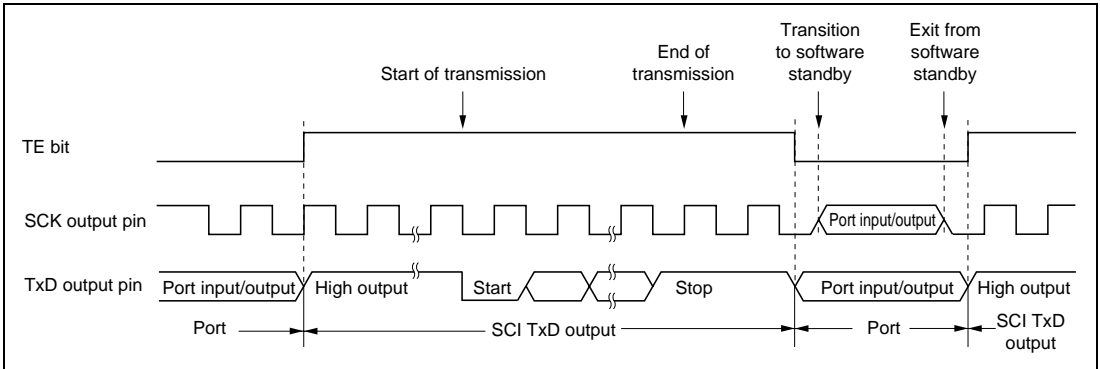 Transition
to software
standby
Exit from
software
standby
End of
transmission
Start of transmission
TE bit
SCK output pin
Port input/output
TxD output pin
Port input/output
High output
Start
Stop
Port input/output
High output
Port
SCI TxD output
Port
SCI TxD
output